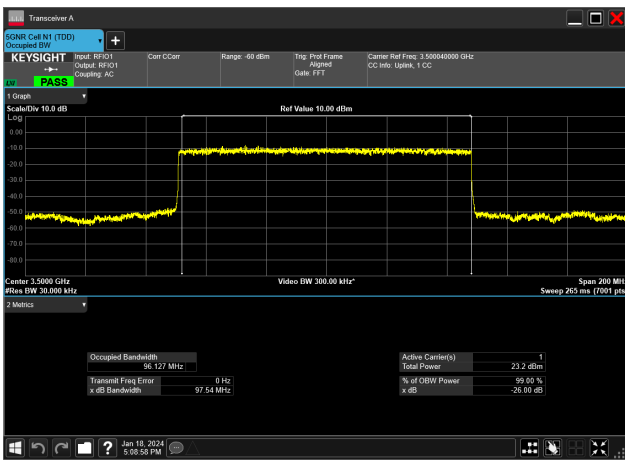 Transceiver A
5GNR Cell N1 (TDD)
Occupied BW
KEYSIGHT
LV
PASS
Input: RFIO1
Output: RFIO1
Coupling: AC
Corr CCorr
Range: -60 dBm
Trig: Prot Frame
Aligned
Gate: FFT
Carrier Ref Freq: 3.500040000 GHz
CC Info: Uplink, 1 CC
1 Graph
Scale/Div 10.0 dB
Ref Value 10.00 dBm
Log
0.00
-10.0
-20.0
-30.0
-40.0
-50.0
-60.0
-70.0
-80.0
Center 3.5000 GHz
Video BW 300.00 kHz*
Span 200 MHz
#Res BW 30.000 kHz
Sweep 265 ms (7001 pts
2 Metrics
Occupied Bandwidth
96.127 MHz
Transmit Freq Error 0 Hz
x dB Bandwidth 97.54 MHz
Active Carrier(s) 1
Total Power 23.2 dBm
% of OBW Power 99.00 %
x dB -26.00 dB
Jan 18, 2024
5:08:58 PM